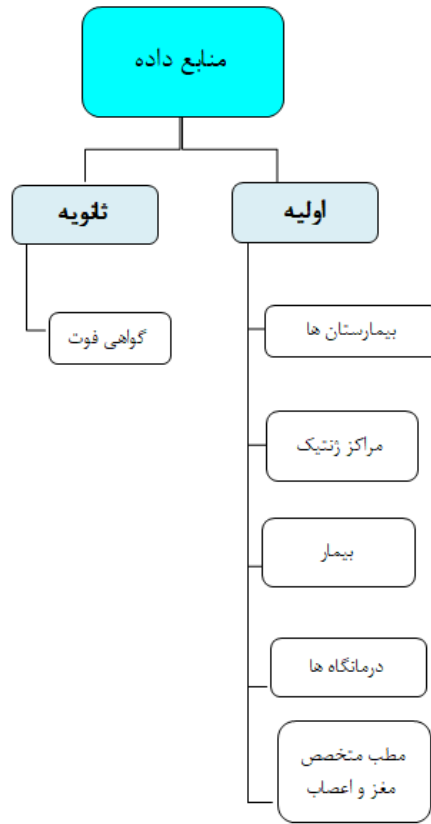 منابع داده
اولیه
ثانویه
بیمارستان ها
گواهی فوت
مراکز ژنتیک
بیمار
درمانگاه ها
مطب متخصص
مغز و اعصاب